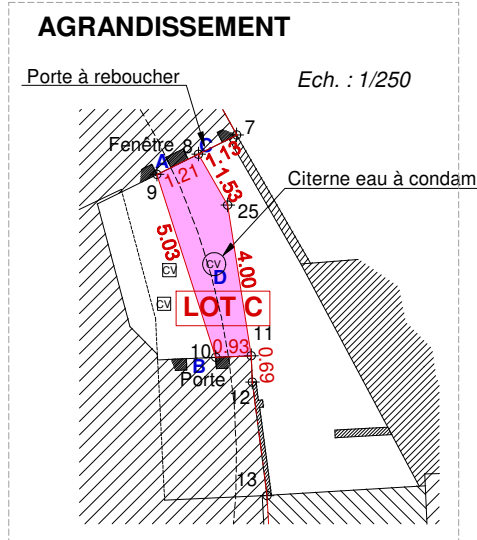 AGRANDISSEMENT
Porte à reboucher
Ech. : 1/250
7
Fenêtre
8
C
A
1.13
9
1.21
1.53
Citerne eau à condam
25
5.03
4.00
CV
CV
D
CV
LOT C
11
10
0.93
0.69
B
Porte
12
13